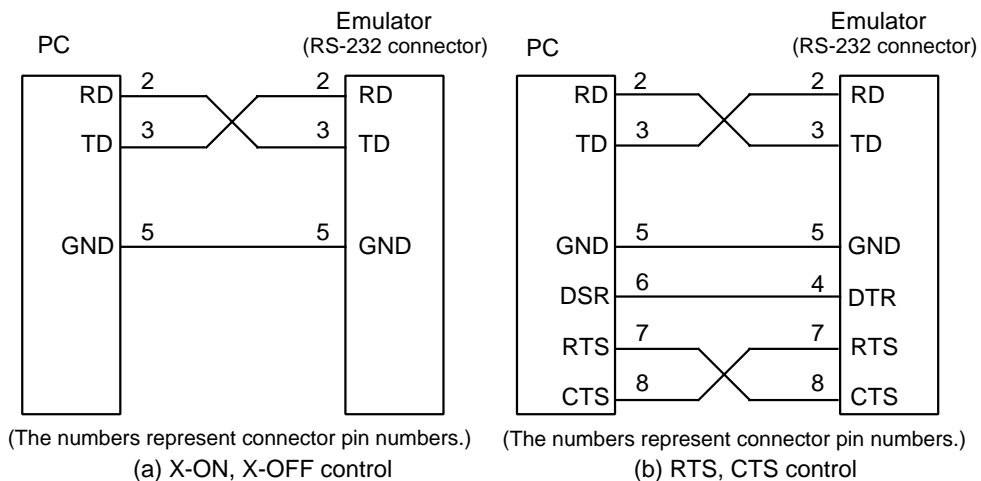 PC
Emulator
(RS-232 connector)
RD 2 2 RD
TD 3 3 TD
GND 5 5 GND
(The numbers represent connector pin numbers.)
(a) X-ON, X-OFF control
PC
Emulator
(RS-232 connector)
RD 2 2 RD
TD 3 3 TD
GND 5 5 GND
DSR 6 4 DTR
RTS 7 7 RTS
CTS 8 8 CTS
(The numbers represent connector pin numbers.)
(b) RTS, CTS control